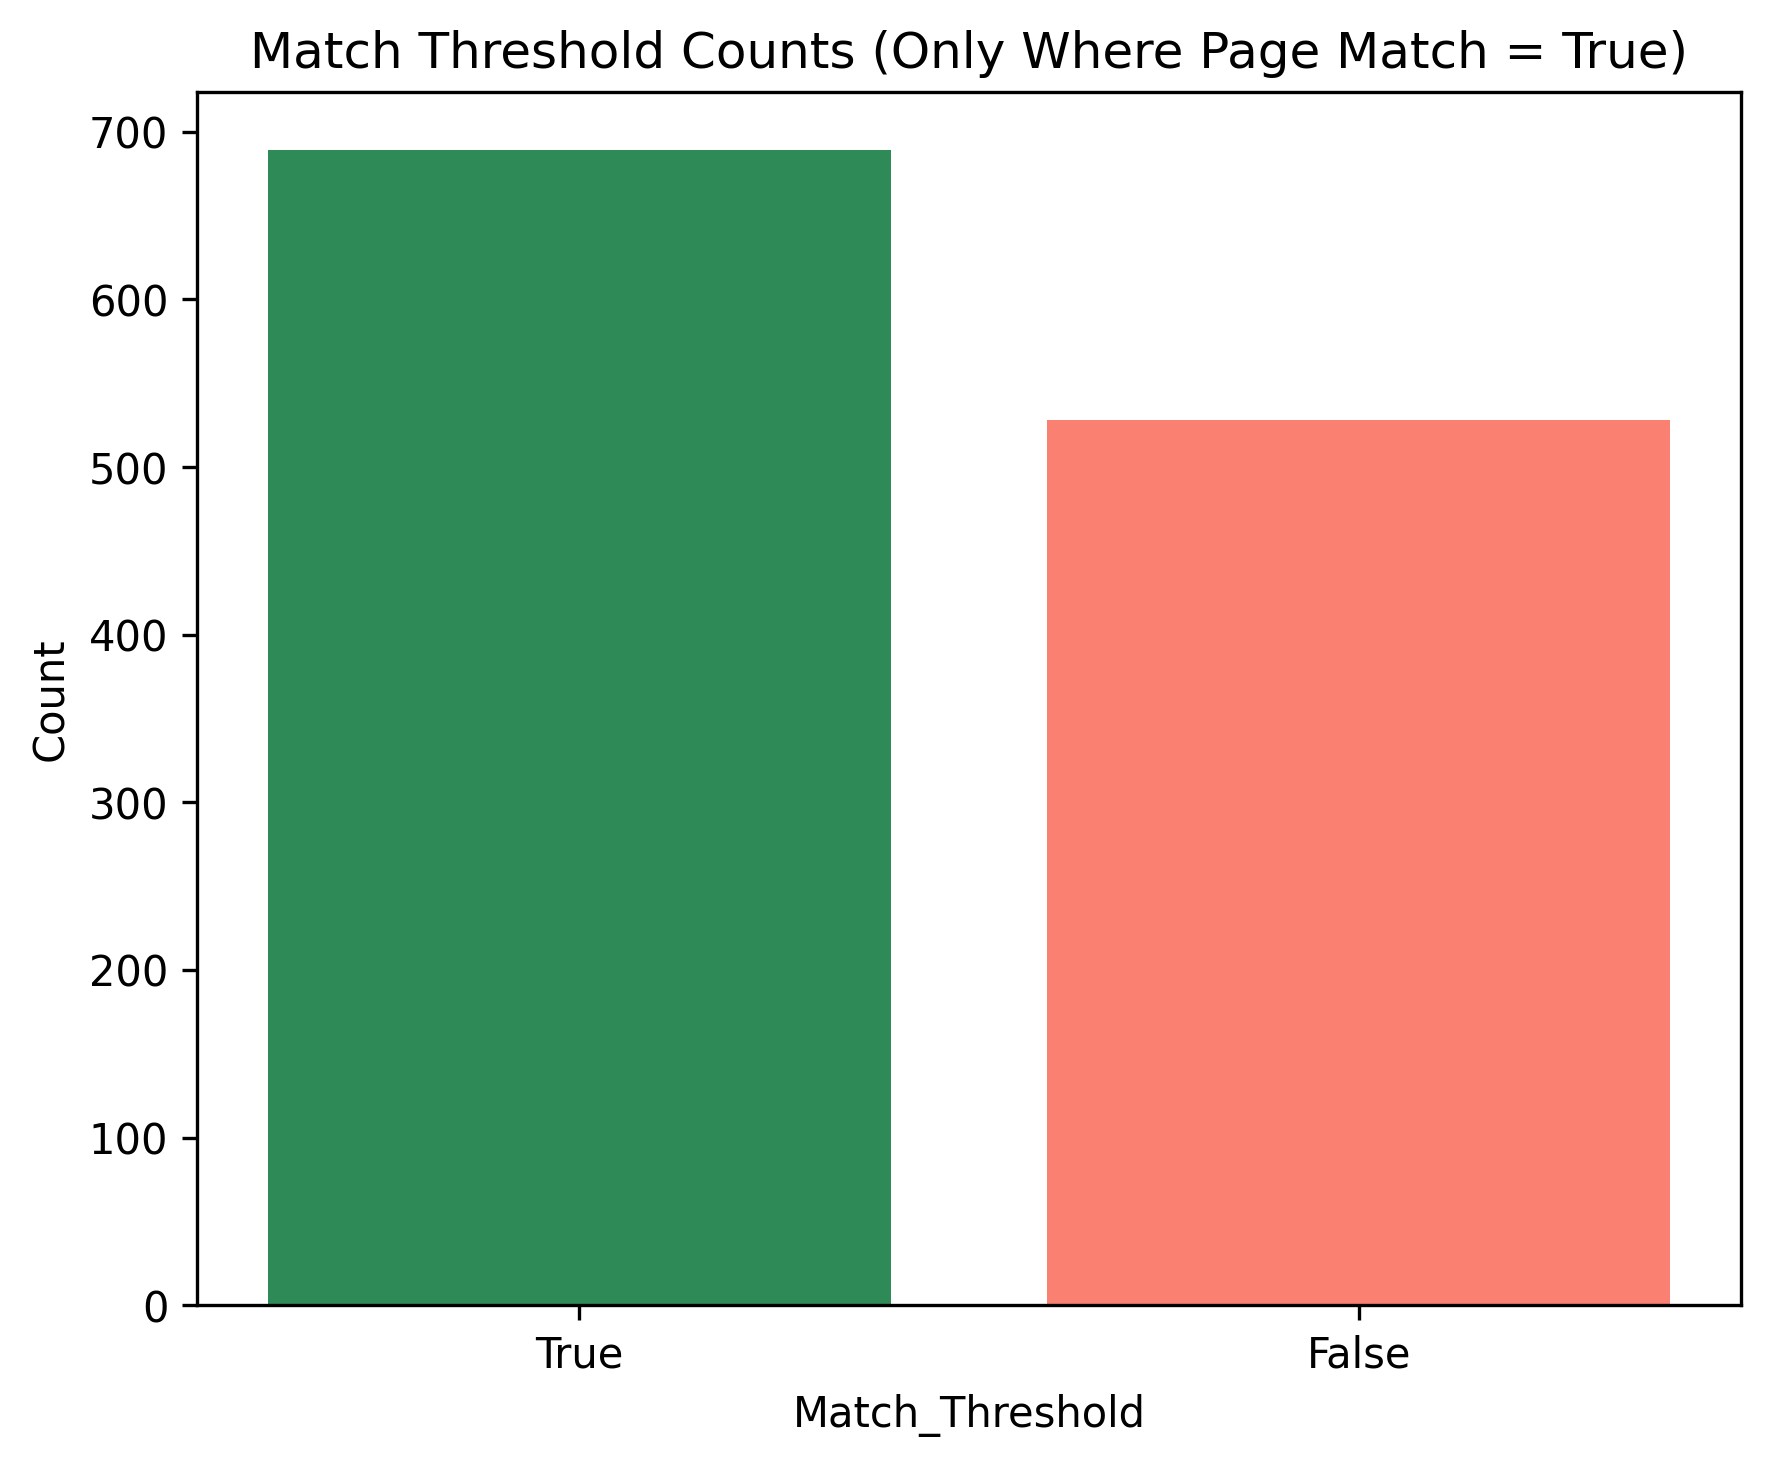 Match Threshold Counts (Only Where Page Match = True)
700
600
500
400
300
200
100
0
Count
True False
Match_Threshold